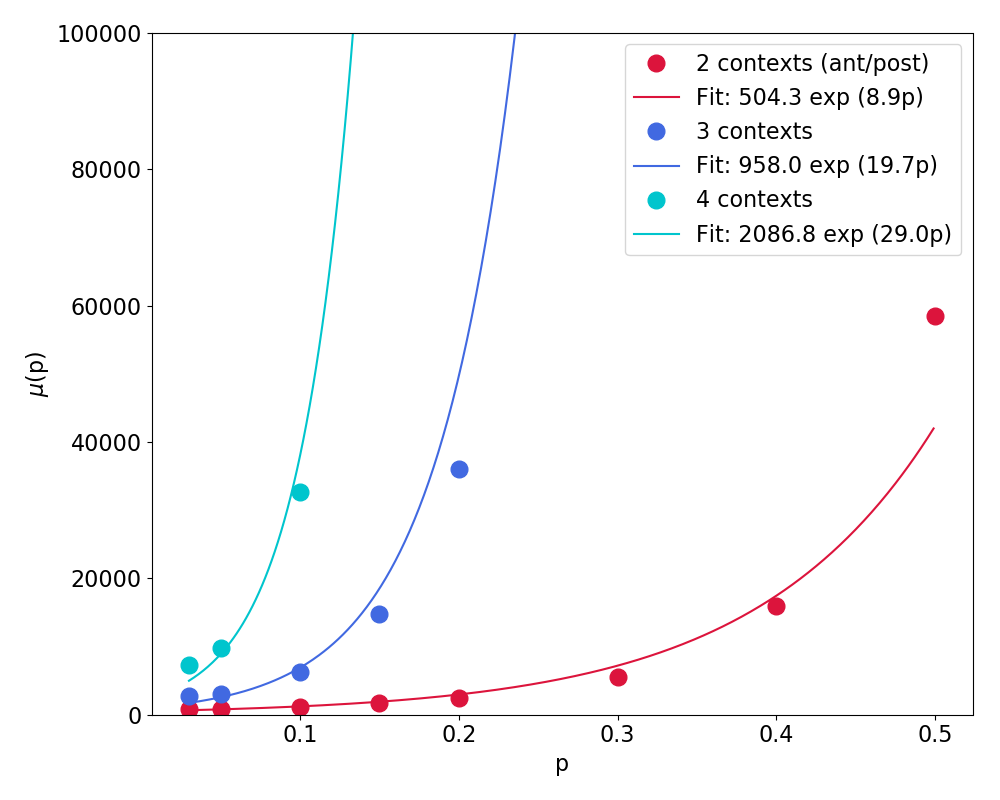 100000
80000
60000
40000
20000
0
μ(p)
0.1
0.2
0.3
0.4
0.5
p
2 contexts (ant/post)
Fit: 504.3 exp (8.9p)
3 contexts
Fit: 958.0 exp (19.7p)
4 contexts
Fit: 2086.8 exp (29.0p)